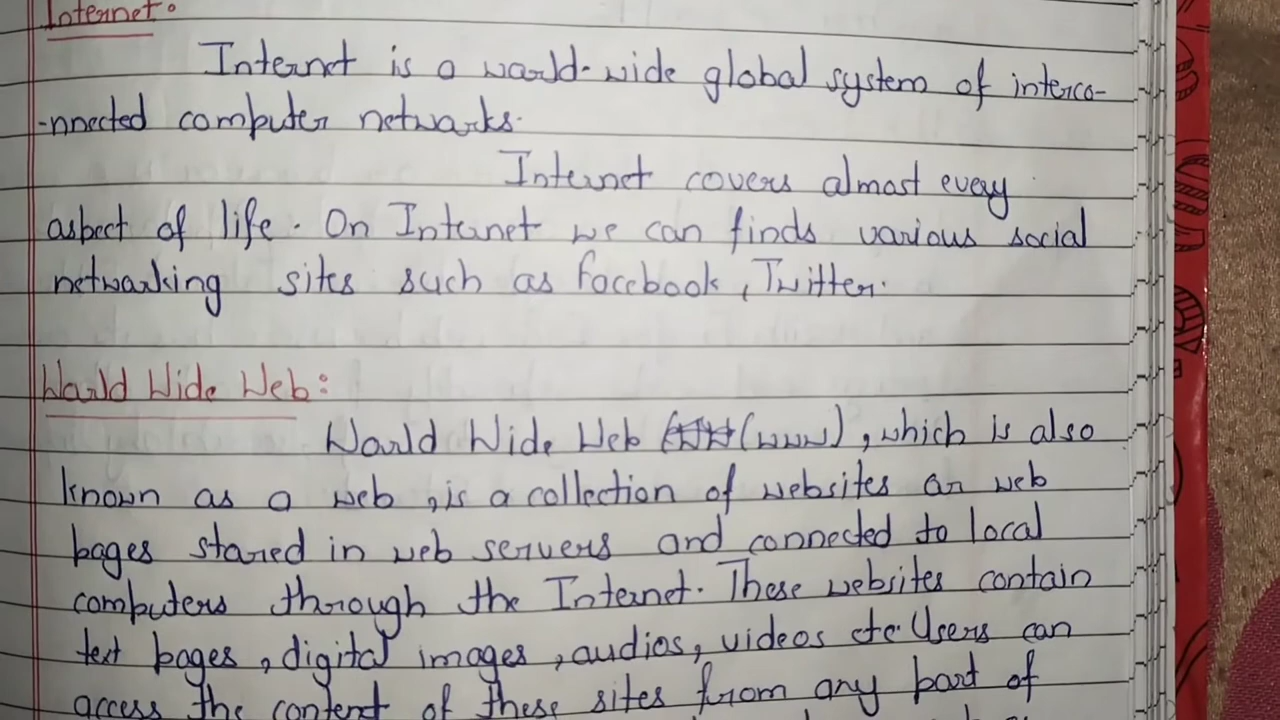 Internet:
Internet is a world-wide global system of interco-
-nnected computer networks.
Internet covers almost every
aspect of life. On Internet we can finds various social
networking sites such as facebook, Twitter.
World Wide Web:
World Wide Web (www), which is also
known as a web, is a collection of websites or web
pages stored in web servers and connected to local
computers through the Internet. These websites contain
text pages, digital images, audios, videos etc. Users can
access the content of these sites from any part of